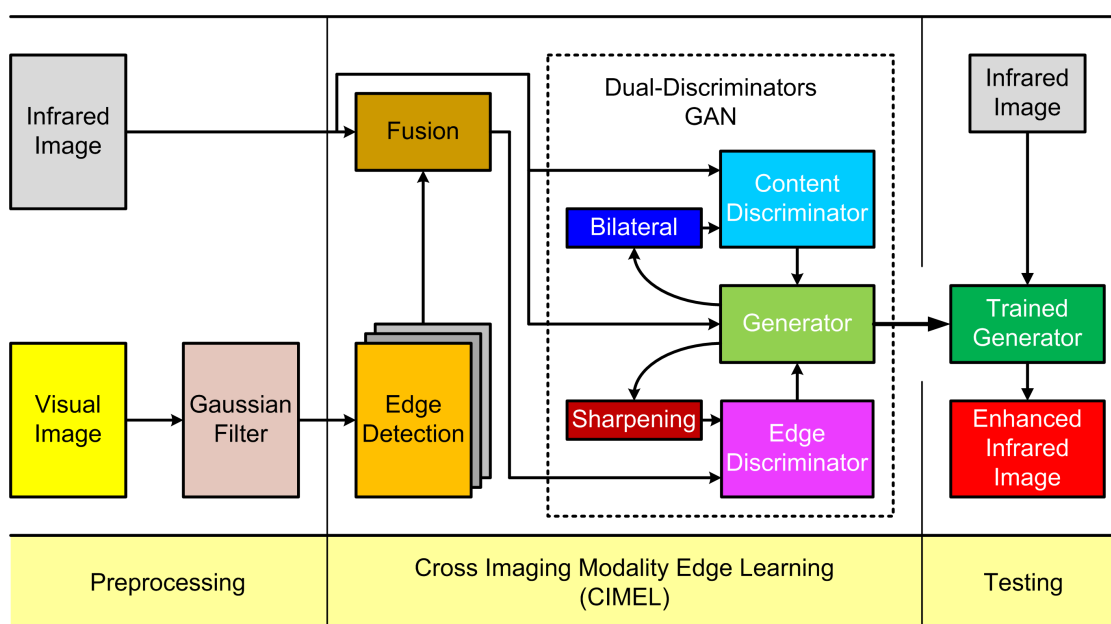 Infrared
Image
Visual
Image
Gaussian
Filter
Fusion
Edge
Detection
Dual-Discriminators
GAN
Content
Discriminator
Bilateral
Generator
Sharpening
Edge
Discriminator
Infrared
Image
Trained
Generator
Enhanced
Infrared
Image
Preprocessing
Cross Imaging Modality Edge Learning
(CIMEL)
Testing